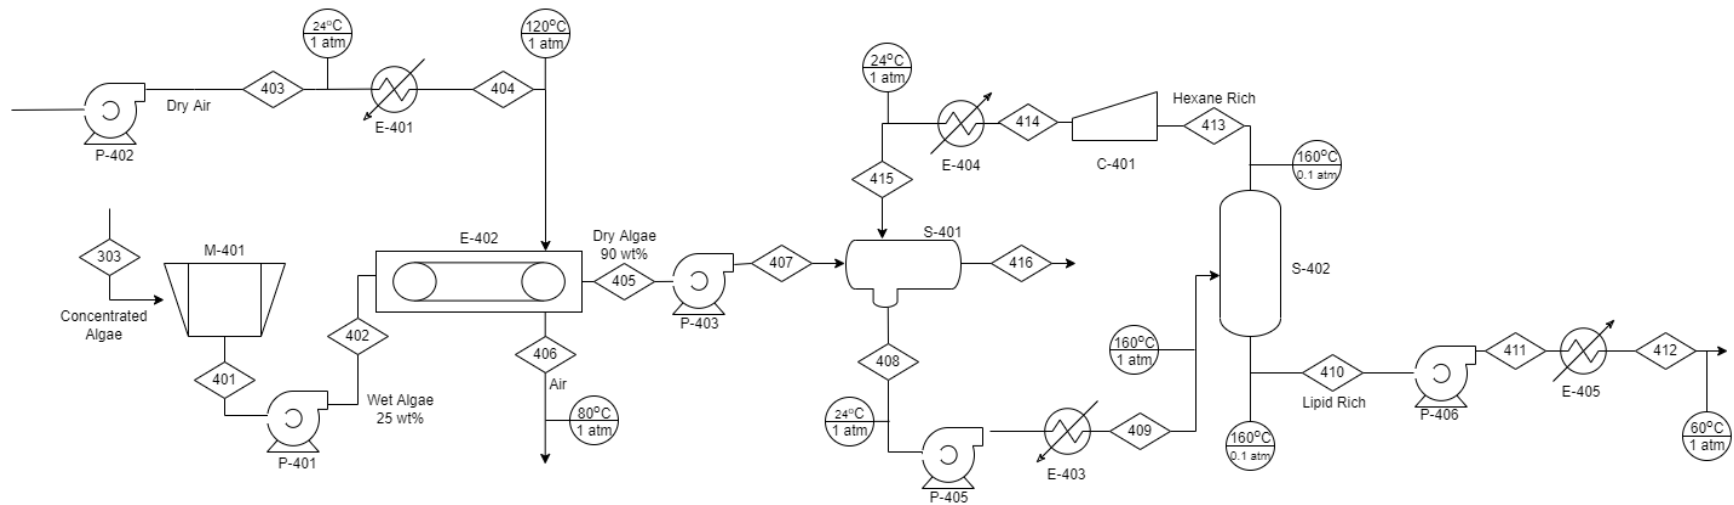 24°C
1 atm
120°C
1 atm
403
404
Dry Air
E-401
P-402
24°C
1 atm
414
Hexane Rich
413
E-404
C-401
160°C
0.1 atm
415
303
M-401
E-402
Dry Algae
90 wt%
405
407
S-401
416
S-402
Concentrated
Algae
P-403
402
406
Air
408
160°C
1 atm
401
Wet Algae
25 wt%
80°C
1 atm
24°C
1 atm
409
410
Lipid Rich
411
412
E-405
P-406
P-401
P-405
E-403
160°C
0.1 atm
60°C
1 atm